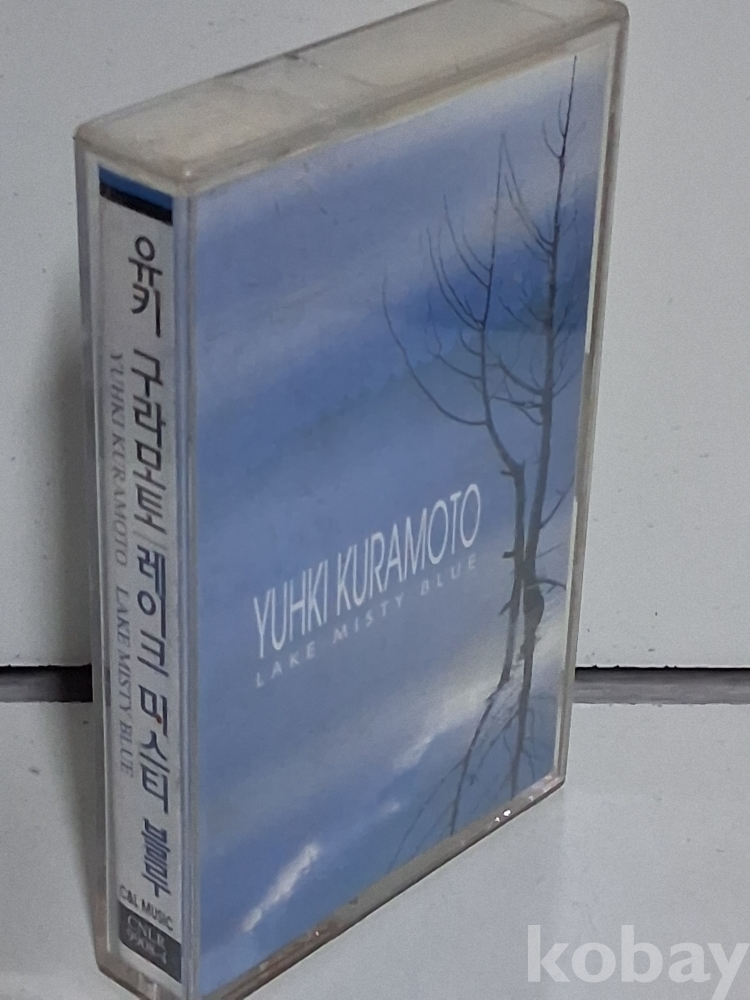 유키 구라모토 레이크 미스티 블루
YUHKI KURAMOTO LAKE MISTY BLUE
C&L MUSIC
CNLR
YUHKI KURAMOTO
LAKE MISTY BLUE
kobay